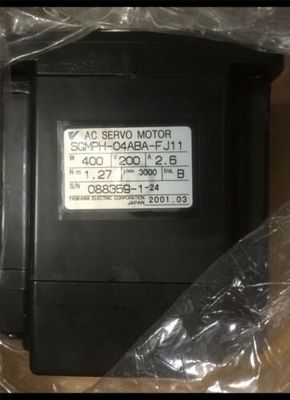 AC SERVO MOTOR
SGMPH-04ABA-FJ11
W 400 V 200 A 2.6
N·m 1.27 r/min 3000 Ins. B
S/N 088359-1-24
YASKAWA ELECTRIC CORPORATION
JAPAN 2001.03